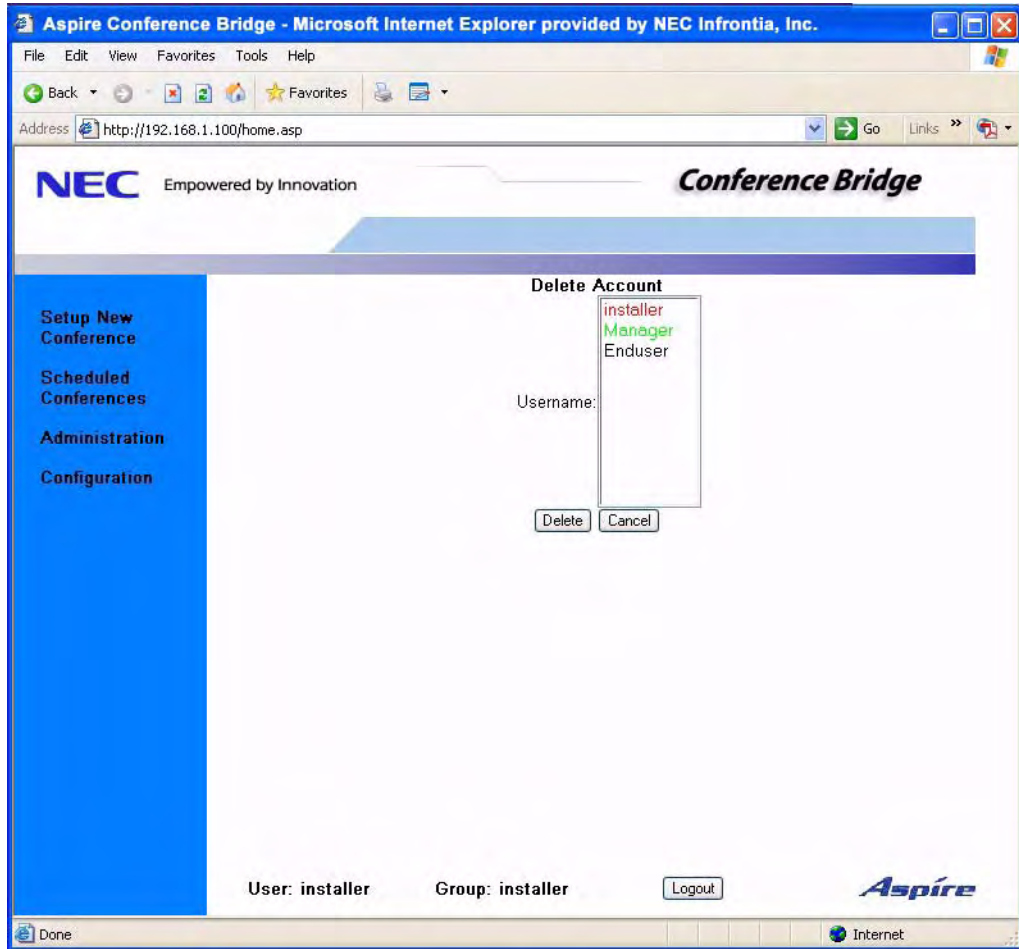 Aspire Conference Bridge - Microsoft Internet Explorer provided by NEC Infrontia, Inc.
File Edit View Favorites Tools Help
Back Favorites
Address http://192.168.1.100/home.asp Go Links »
NEC Empowered by Innovation Conference Bridge
Delete Account
Setup New
Conference
Scheduled
Conferences
Administration
Configuration
installer
Manager
Enduser
Username:
Delete Cancel
User: installer Group: installer Logout Aspire
Done Internet